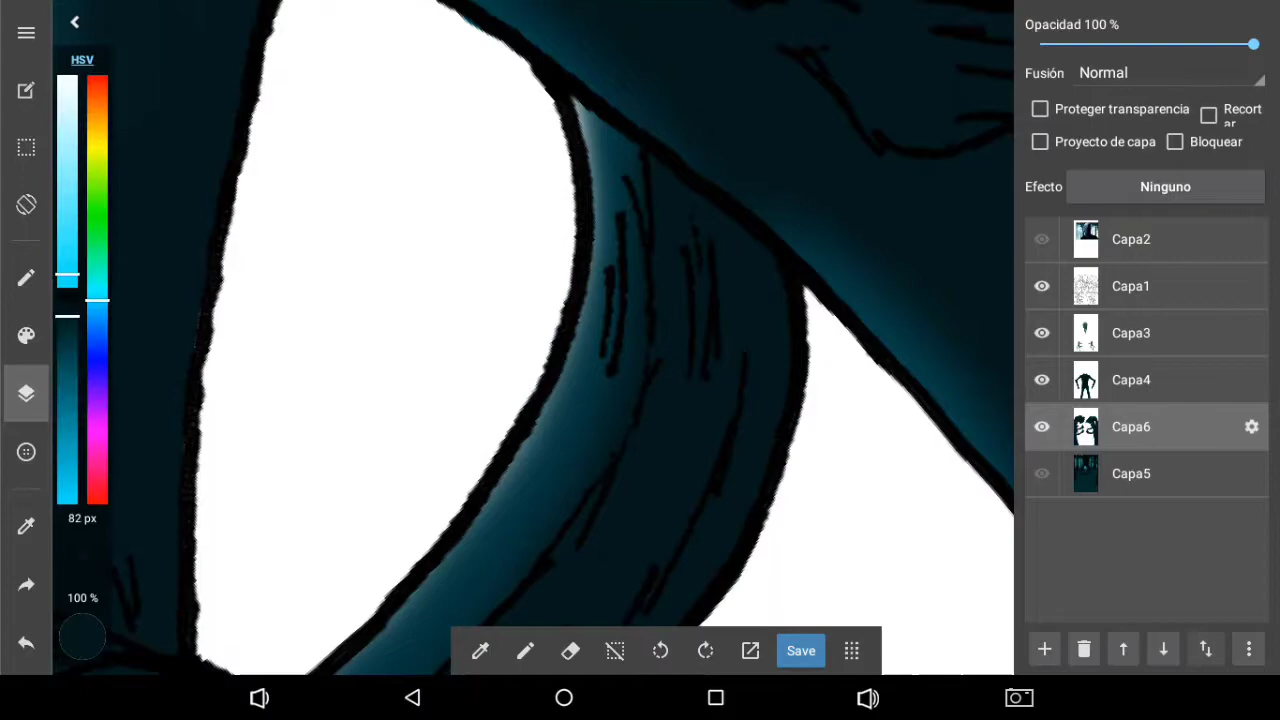 HSV
82 px
100 %
Save
Opacidad 100 %
Fusión Normal
Proteger transparencia
Recort
ar
Proyecto de capa
Bloquear
Efecto
Ninguno
Capa2
Capa1
Capa3
Capa4
Capa6
Capa5